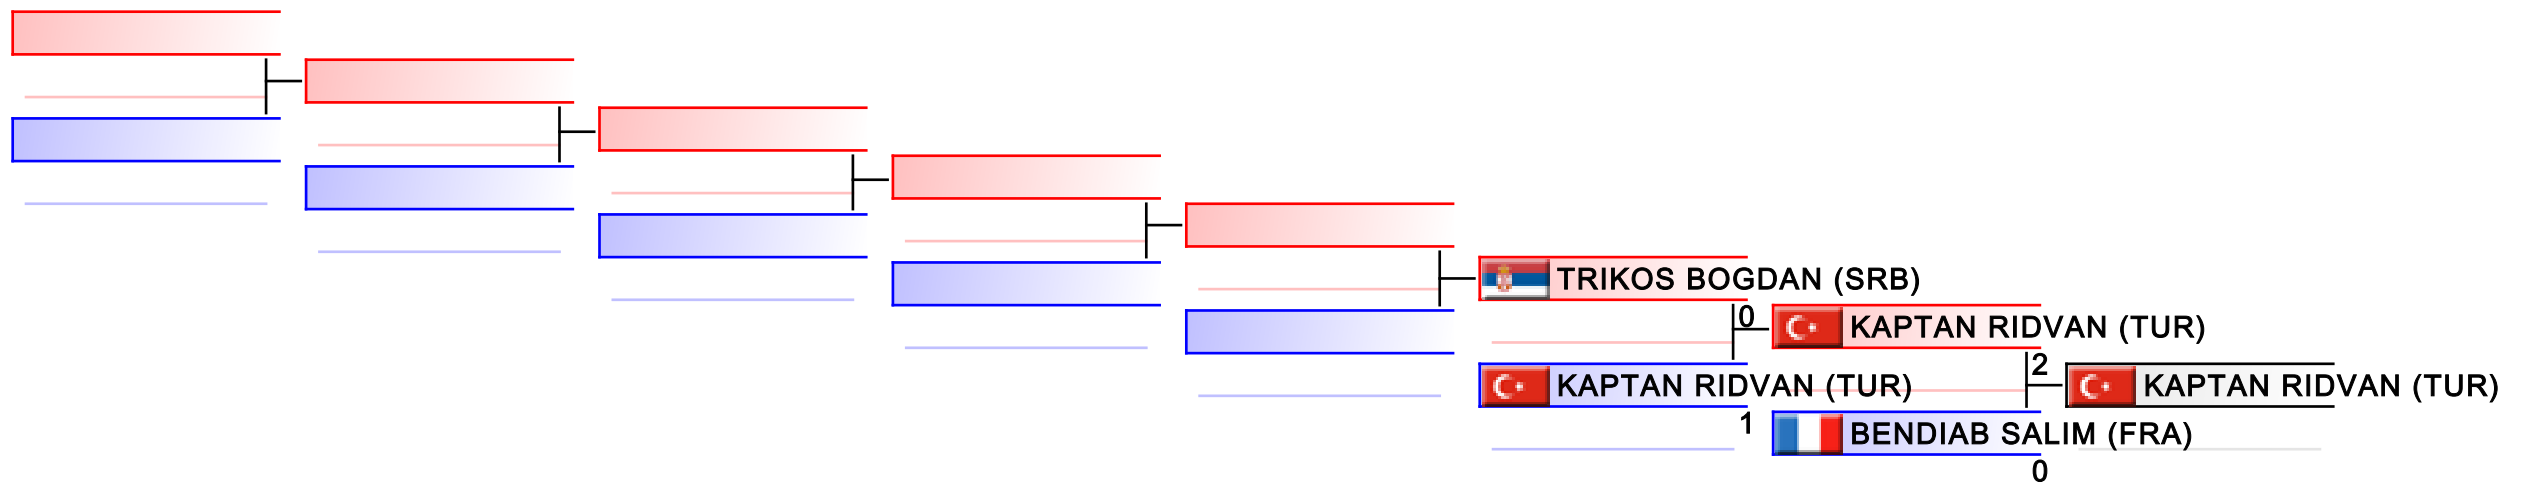 TRIKOS BOGDAN (SRB)
0
KAPTAN RIDVAN (TUR)
KAPTAN RIDVAN (TUR)
1
2
BENDIAB SALIM (FRA)
0
KAPTAN RIDVAN (TUR)